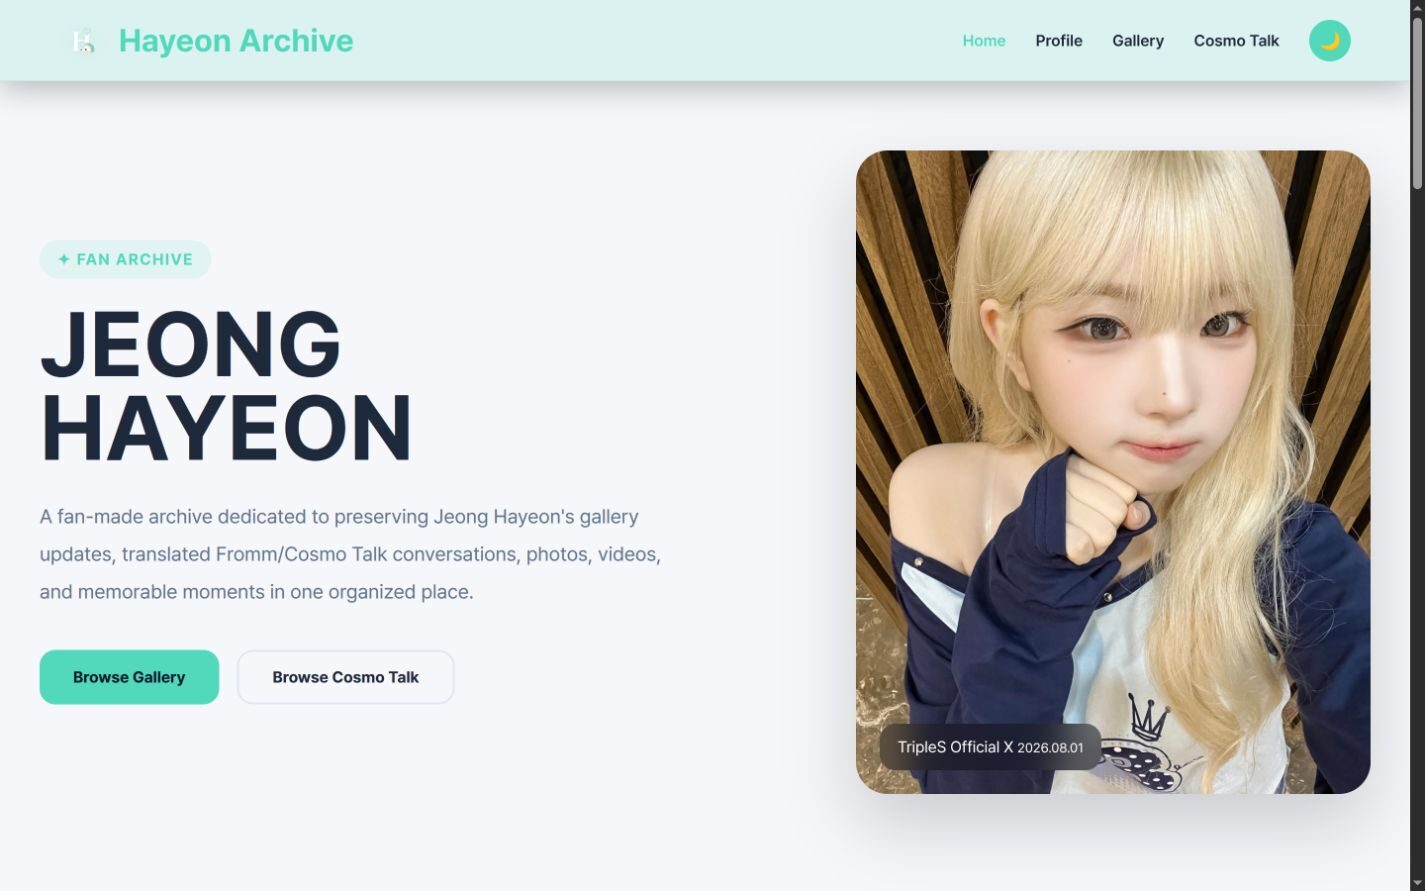 Hayeon Archive
Home Profile Gallery Cosmo Talk
✦ FAN ARCHIVE
JEONG
HAYEON
A fan-made archive dedicated to preserving Jeong Hayeon's gallery
updates, translated Fromm/Cosmo Talk conversations, photos, videos,
and memorable moments in one organized place.
Browse Gallery Browse Cosmo Talk
TripleS Official X 2026.08.01